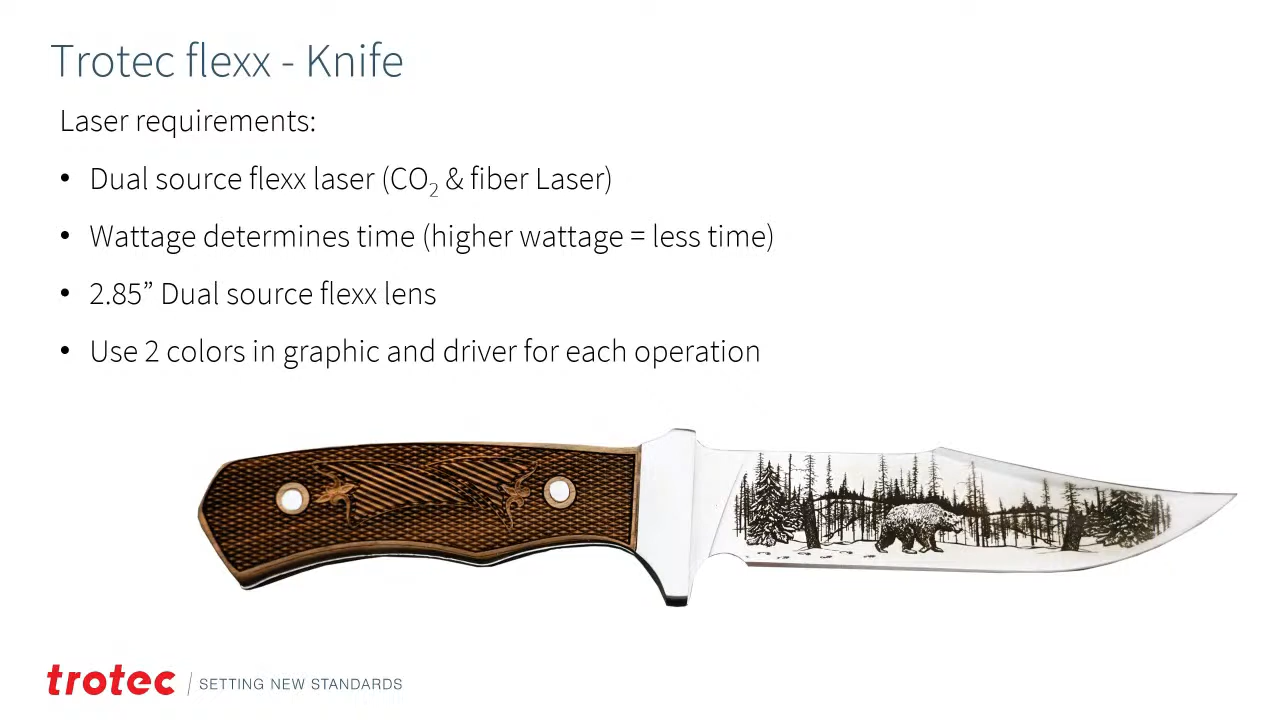 Trotec flexx - Knife
Laser requirements:
• Dual source flexx laser (CO₂ & fiber Laser)
• Wattage determines time (higher wattage = less time)
• 2.85” Dual source flexx lens
• Use 2 colors in graphic and driver for each operation
trotec / SETTING NEW STANDARDS